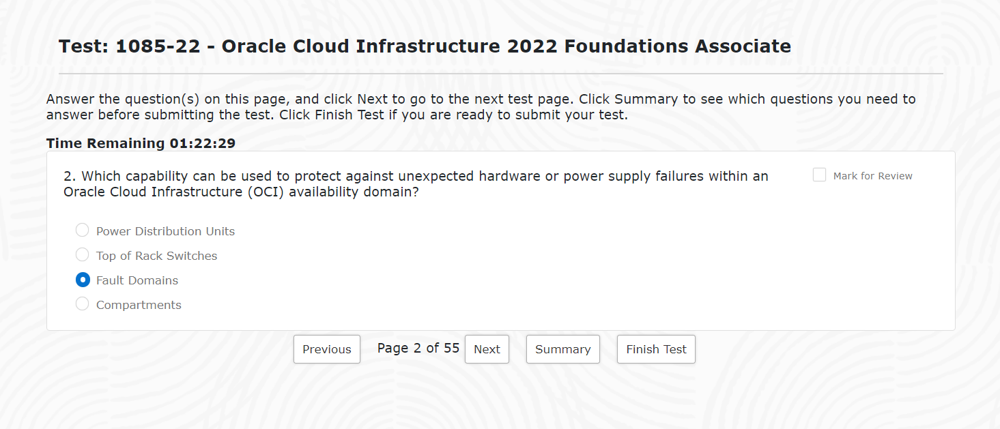 Test: 1085-22 - Oracle Cloud Infrastructure 2022 Foundations Associate
Answer the question(s) on this page, and click Next to go to the next test page. Click Summary to see which questions you need to
answer before submitting the test. Click Finish Test if you are ready to submit your test.
Time Remaining 01:22:29
2. Which capability can be used to protect against unexpected hardware or power supply failures within an
Oracle Cloud Infrastructure (OCI) availability domain?
Mark for Review
Power Distribution Units
Top of Rack Switches
Fault Domains
Compartments
Previous Page 2 of 55 Next Summary Finish Test